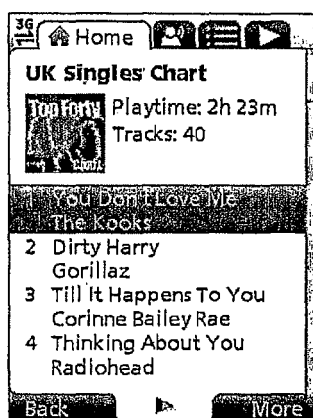 3G
Home
UK Singles Chart
Top Forty
Playtime: 2h 23m
Tracks: 40
1 You Don't Love Me
The Kooks
2 Dirty Harry
Gorillaz
3 Till It Happens To You
Corinne Bailey Rae
4 Thinking About You
Radiohead
Back
More